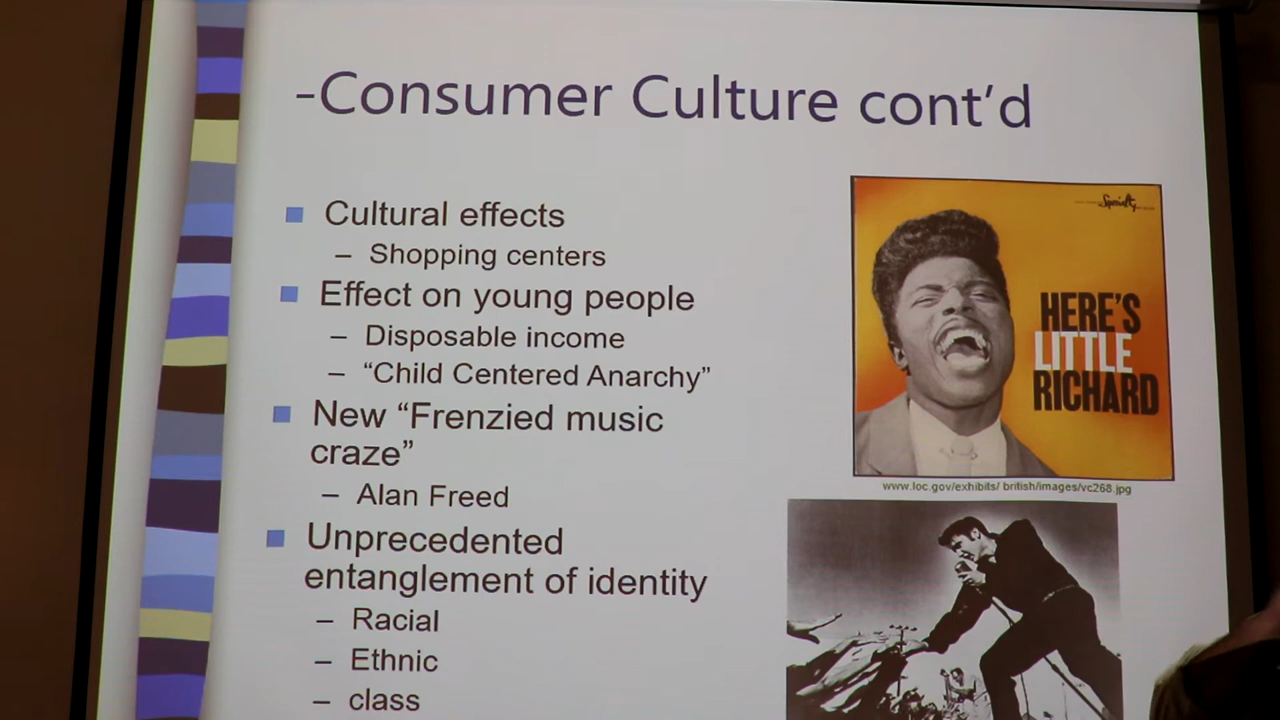 -Consumer Culture cont’d
Cultural effects
– Shopping centers
Effect on young people
– Disposable income
– “Child Centered Anarchy”
New “Frenzied music
craze”
– Alan Freed
Unprecedented
entanglement of identity
– Racial
– Ethnic
– class
Specialty
HERE’S
LITTLE
RICHARD
www.loc.gov/exhibits/ british/images/vc268.jpg